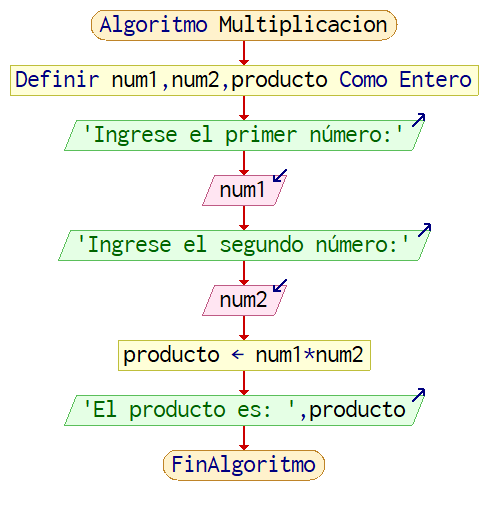 Algoritmo Multiplicacion
Definir num1,num2,producto Como Entero
'Ingrese el primer número:'
num1
'Ingrese el segundo número:'
num2
producto ← num1*num2
'El producto es: ',producto
FinAlgoritmo